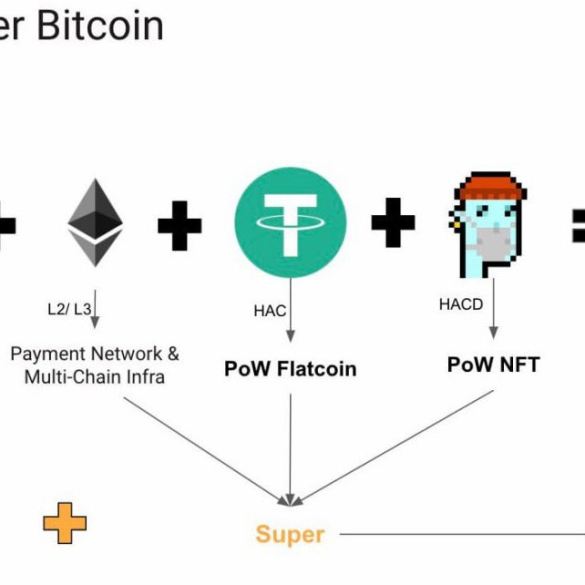 er Bitcoin
L2/ L3
HAC
HACD
Payment Network &
Multi-Chain Infra
PoW Flatcoin
PoW NFT
Super